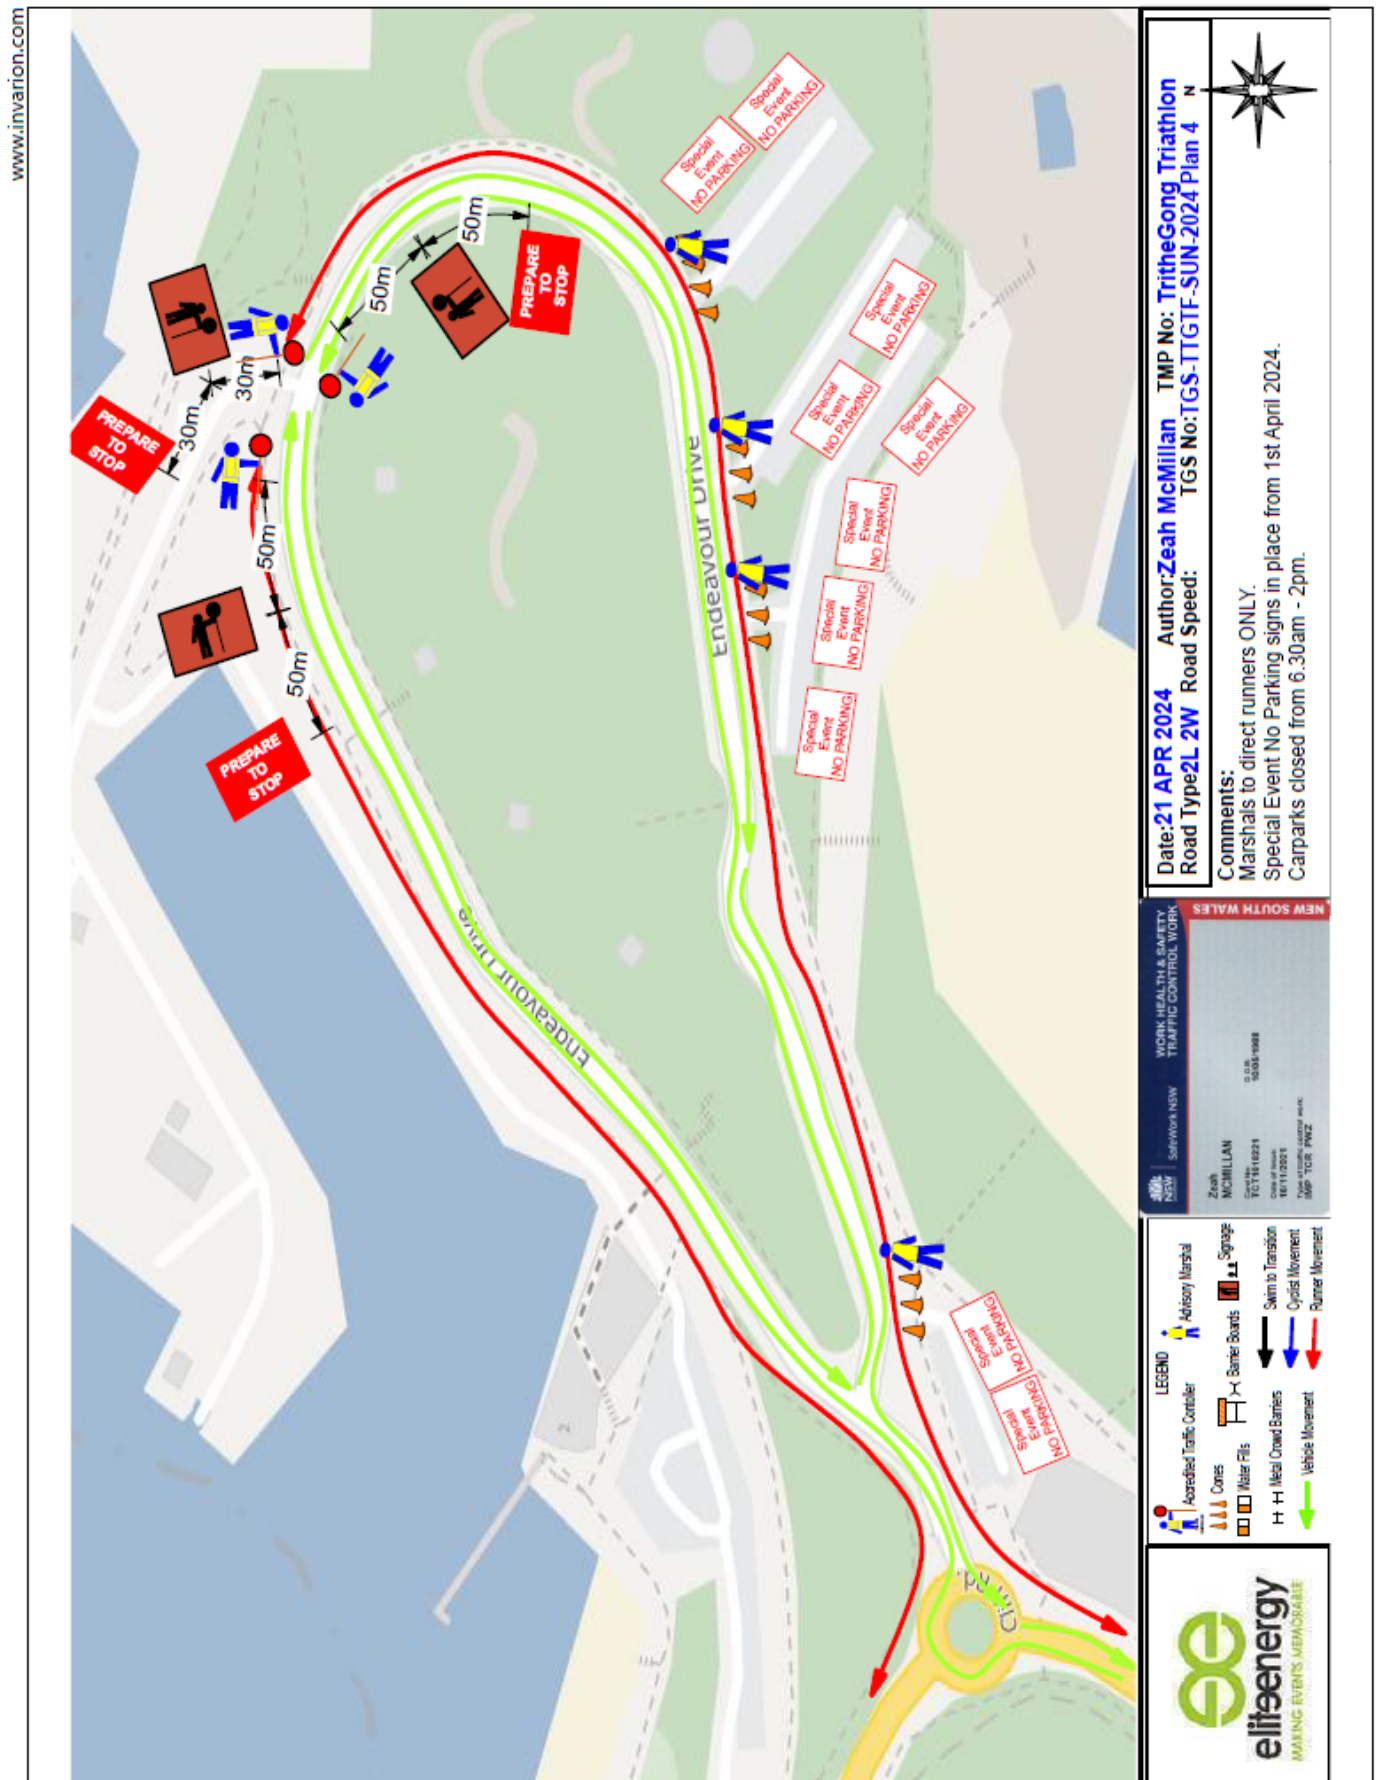 www.invarion.com
PREPARE
TO
STOP
30m
30m
50m
50m
PREPARE
TO
STOP
50m
50m
PREPARE
TO
STOP
Special
Event
NO PARKING
Special
Event
NO PARKING
Special
Event
NO PARKING
Special
Event
NO PARKING
Special
Event
NO PARKING
Special
Event
NO PARKING
Special
Event
NO PARKING
Special
Event
NO PARKING
Special
Event
NO PARKING
Special
Event
NO PARKING
Endeavour Drive
Endeavour Drive
eliteenergy
MAKING EVENTS MEMORABLE
LEGEND
Accredited Traffic Contoller
Advisory Marshal
Cones
Water Fills
Barrier Boards
Signage
Metal Crowd Barriers
Swim to Transition
Cyclist Movement
Vehicle Movement
Runner Movement
NSW
SafeWork NSW
WORK HEALTH & SAFETY
TRAFFIC CONTROL WORK
NEW SOUTH WALES
Zeah
MCMILLAN
Date:21 APR 2024 Author:Zeah McMillan TMP No: TritheGong Triathlon
Road Type2L 2W Road Speed: TGS No:TGS-TTGTF-SUN-2024 Plan 4
N
Comments:
Marshals to direct runners ONLY.
Special Event No Parking signs in place from 1st April 2024.
Carparks closed from 6.30am - 2pm.